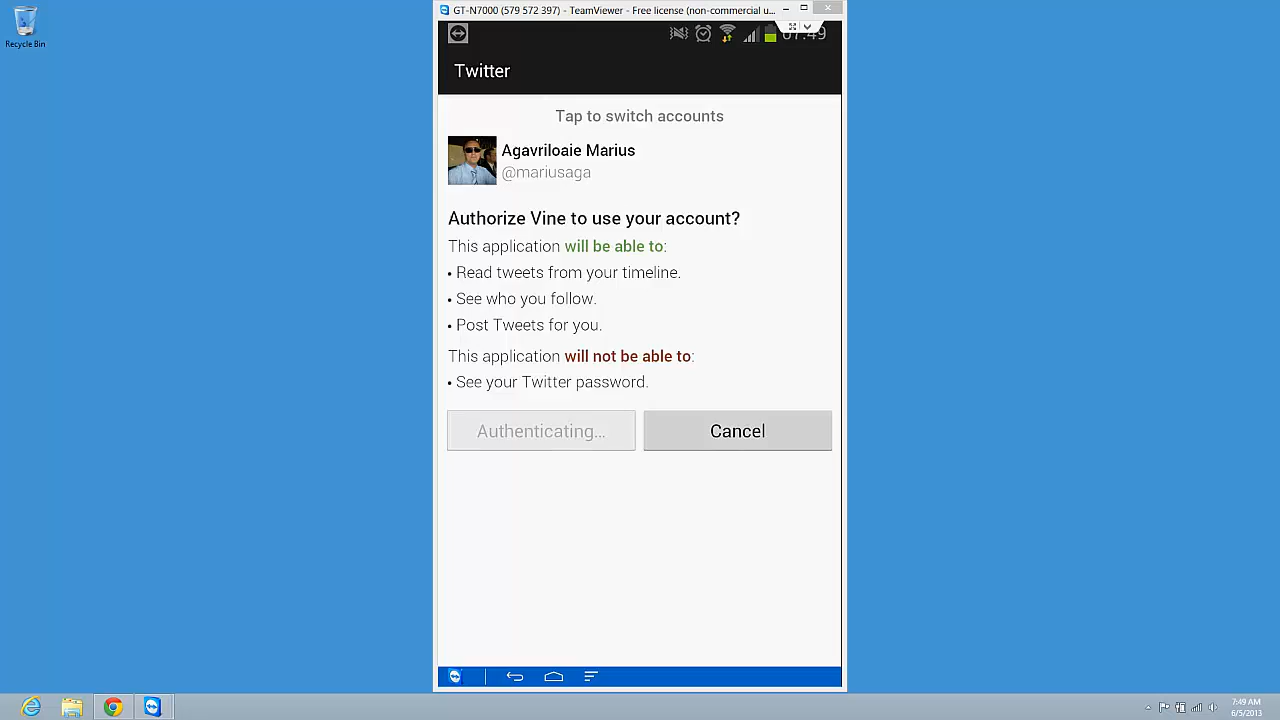 GT-N7000 (579 572 397) - TeamViewer - Free license (non-commercial u...
Recycle Bin
07:49
Twitter
Tap to switch accounts
Agavriloaie Marius
@mariusaga
Authorize Vine to use your account?
This application will be able to:
• Read tweets from your timeline.
• See who you follow.
• Post Tweets for you.
This application will not be able to:
• See your Twitter password.
Authenticating... Cancel
7:49 AM
6/5/2013